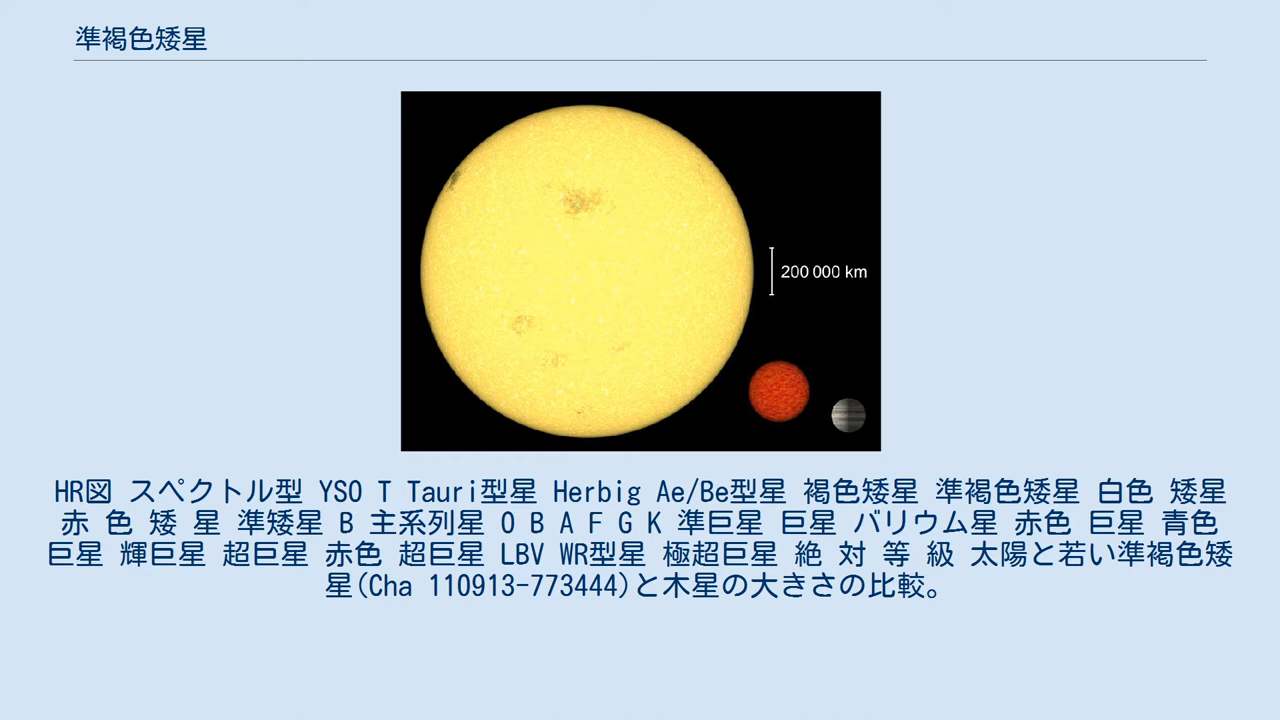 準褐色矮星
200 000 km
HR図 スペクトル型 YSO T Tauri型星 Herbig Ae/Be型星 褐色矮星 準褐色矮星 白色 矮星
赤 色 矮 星 準矮星 B 主系列星 O B A F G K 準巨星 巨星 バリウム星 赤色 巨星 青色
巨星 輝巨星 超巨星 赤色 超巨星 LBV WR型星 極超巨星 絶 対 等 級 太陽と若い準褐色矮
星(Cha 110913-773444)と木星の大きさの比較。